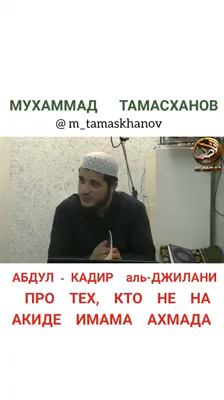 МУХАММАД ТАМАСХАНОВ
@ m_tamaskhanov
АБДУЛ - КАДИР аль-ДЖИЛАНИ
ПРО ТЕХ, КТО НЕ НА
АКИДЕ ИМАМА АХМАДА